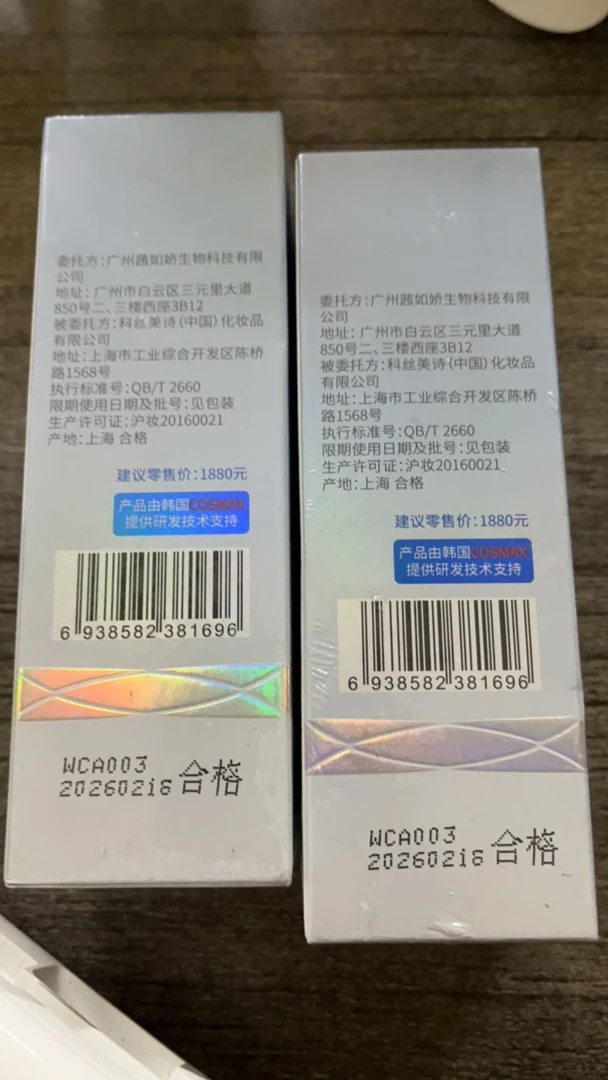 委托方:广州茜如娇生物科技有限
公司
地址: 广州市白云区三元里大道
850号二、三楼西座3B12
被委托方:科丝美诗(中国)化妆品
有限公司
地址:上海市工业综合开发区陈桥
路1568号
执行标准号:QB/T 2660
限期使用日期及批号:见包装
生产许可证:沪妆20160021
产地:上海 合格
建议零售价:1880元
产品由韩国COSMAX
提供研发技术支持
6 938582 381696
WCA003
20260218 合格
委托方:广州茜如娇生物科技有限
公司
地址: 广州市白云区三元里大道
850号二、三楼西座3B12
被委托方:科丝美诗(中国)化妆品
有限公司
地址:上海市工业综合开发区陈桥
路1568号
执行标准号:QB/T 2660
限期使用日期及批号:见包装
生产许可证:沪妆20160021
产地:上海 合格
建议零售价:1880元
产品由韩国COSMAX
提供研发技术支持
6 938582 381696
WCA003
20260218 合格